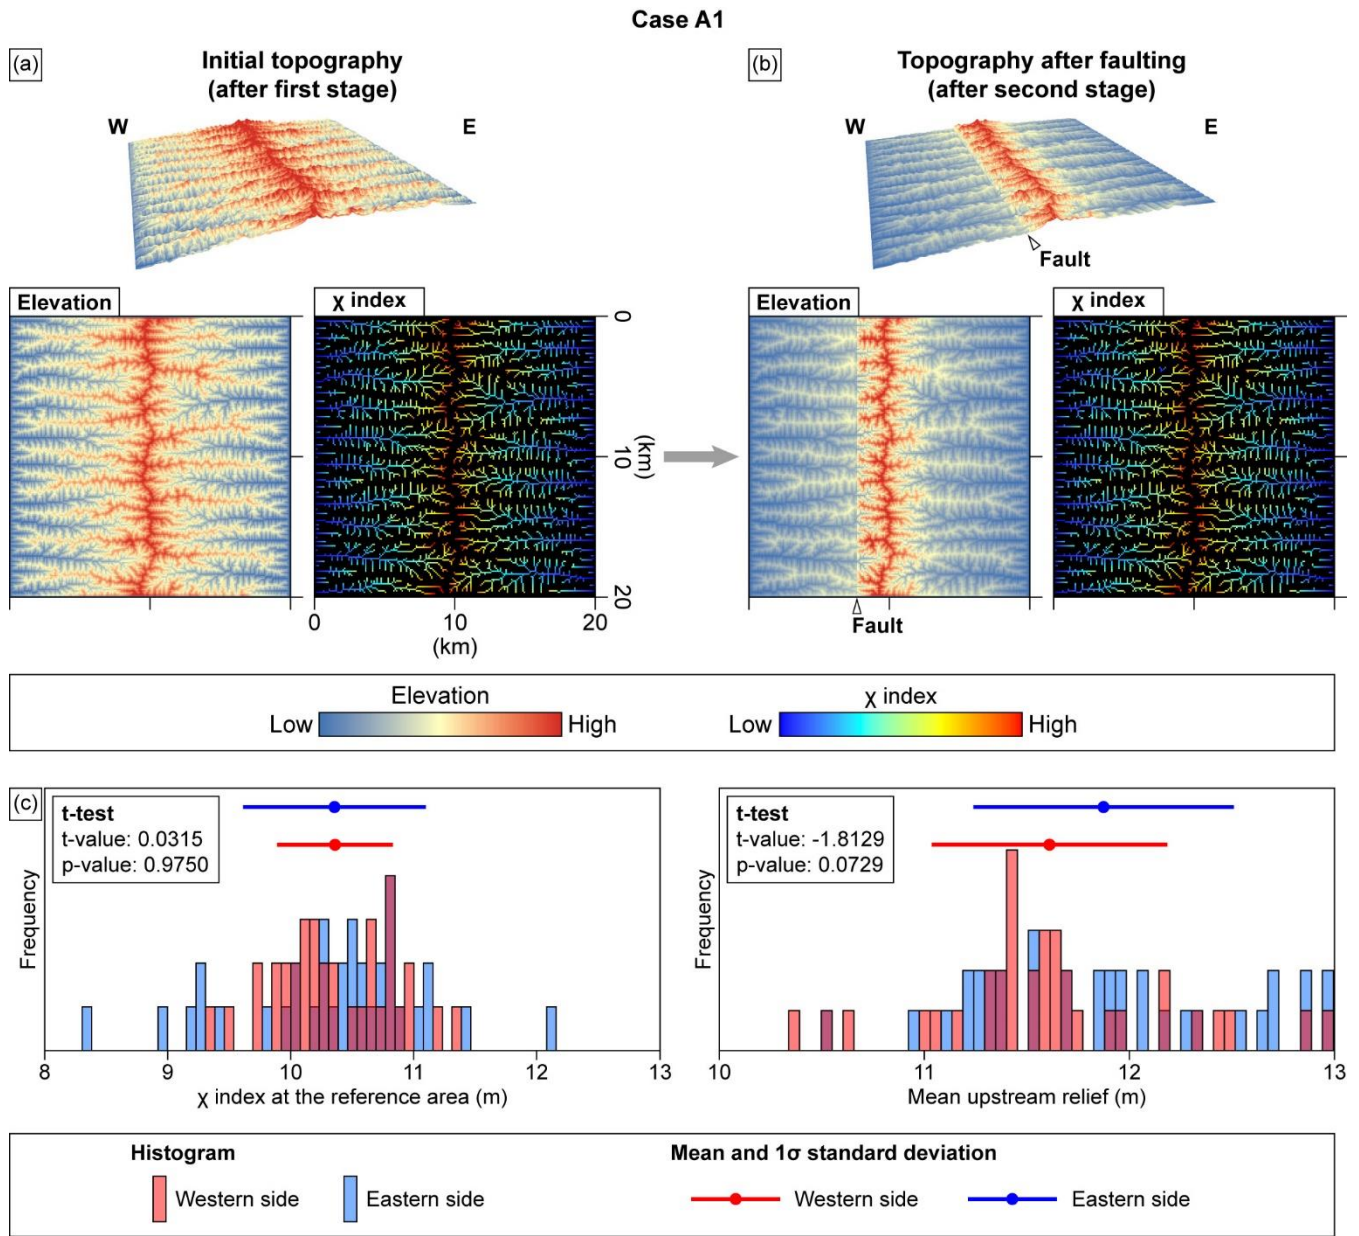 Case A1
(a)
Initial topography
(after first stage)
W
E
Elevation
χ index
0
10
20
(km)
0
10
20
(km)
(b)
Topography after faulting
(after second stage)
W
E
Fault
Elevation
χ index
Fault
Elevation
Low
High
χ index
Low
High
(c)
t-test
t-value: 0.0315
p-value: 0.9750
Frequency
8
9
10
11
12
13
χ index at the reference area (m)
t-test
t-value: -1.8129
p-value: 0.0729
Frequency
10
11
12
13
Mean upstream relief (m)
Histogram
Western side
Eastern side
Mean and 1σ standard deviation
Western side
Eastern side